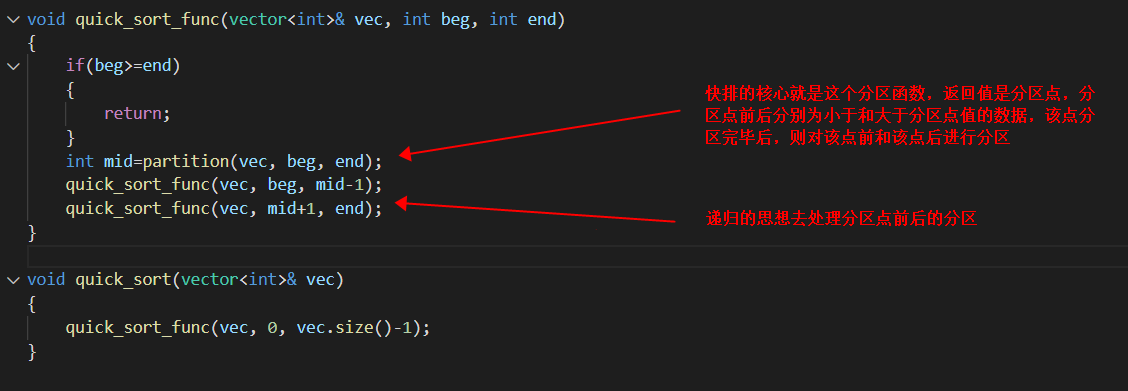 void quick_sort_func(vector<int>& vec, int beg, int end)
{
if(beg>=end)
{
return;
}
int mid=partition(vec, beg, end);
quick_sort_func(vec, beg, mid-1);
quick_sort_func(vec, mid+1, end);
}
快排的核心就是这个分区函数，返回值是分区点，分
区点前后分别为小于和大于分区点值的数据，该点分
区完毕后，则对该点前和该点后进行分区
递归的思想去处理分区点前后的分区
void quick_sort(vector<int>& vec)
{
quick_sort_func(vec, 0, vec.size()-1);
}